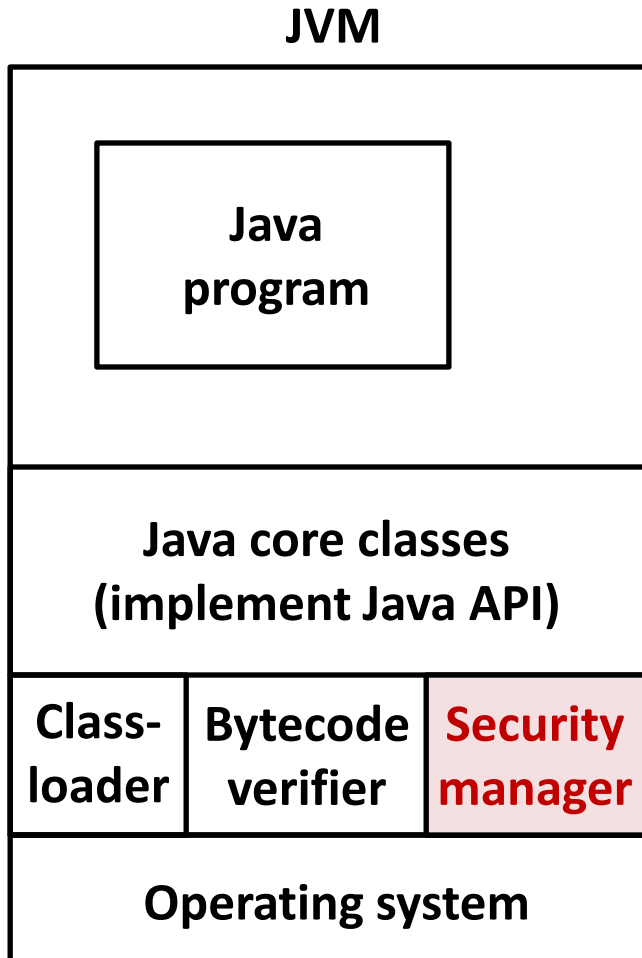 JVM
Java
program
Java core classes
(implement Java API)
Class-
loader
Bytecode
verifier
Security
manager
Operating system